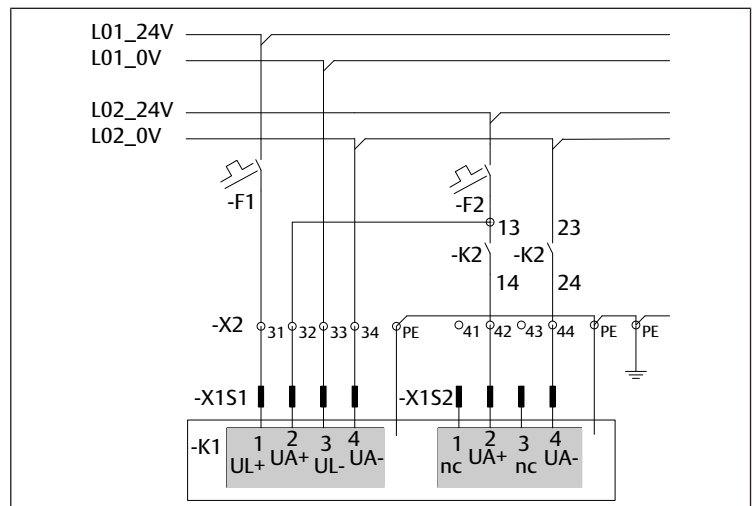 L01_24V
L01_0V
L02_24V
L02_0V
-F1
-F2
13
23
-K2
-K2
14
24
-X2
31
32
33
34
PE
41
42
43
44
PE
PE
-X1S1
-X1S2
-K1
1
2
3
4
1
2
3
4
UL+
UA+
UL-
UA-
nc
UA+
nc
UA-